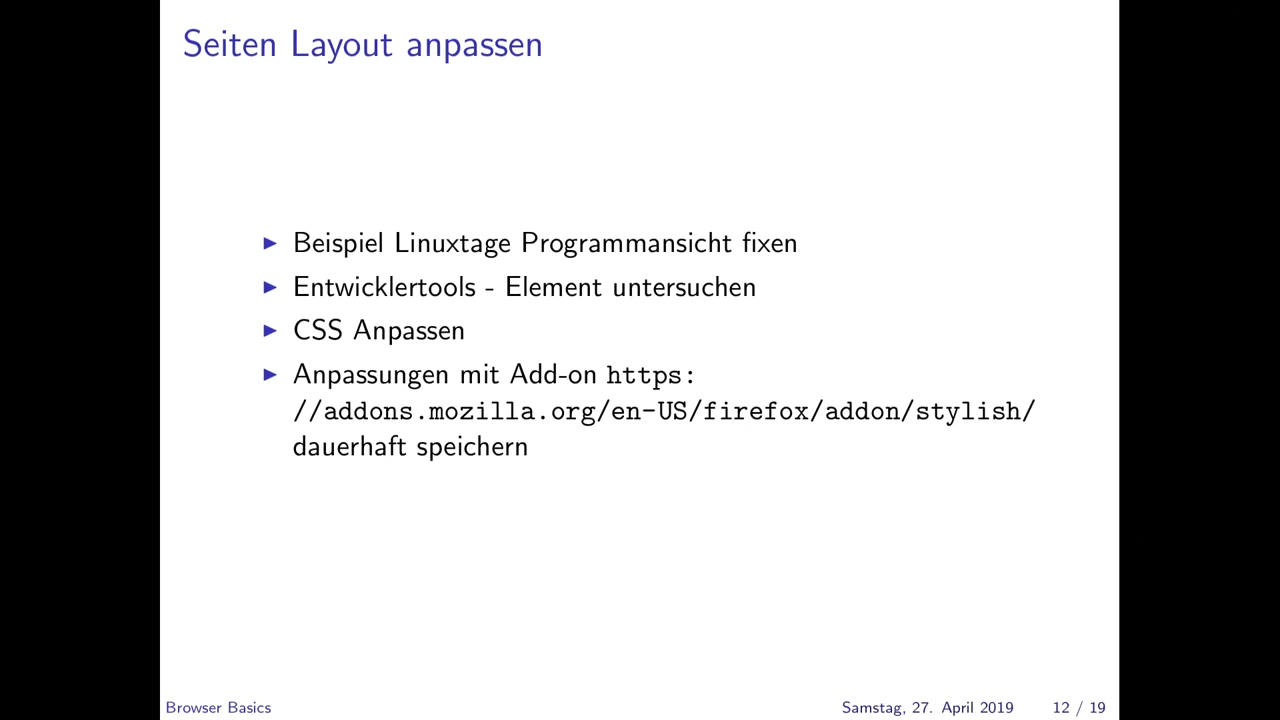 Seiten Layout anpassen
Beispiel Linuxtage Programmansicht fixen
Entwicklertools - Element untersuchen
CSS Anpassen
Anpassungen mit Add-on https:
//addons.mozilla.org/en-US/firefox/addon/stylish/
dauerhaft speichern
Browser Basics
Samstag, 27. April 2019 12 / 19